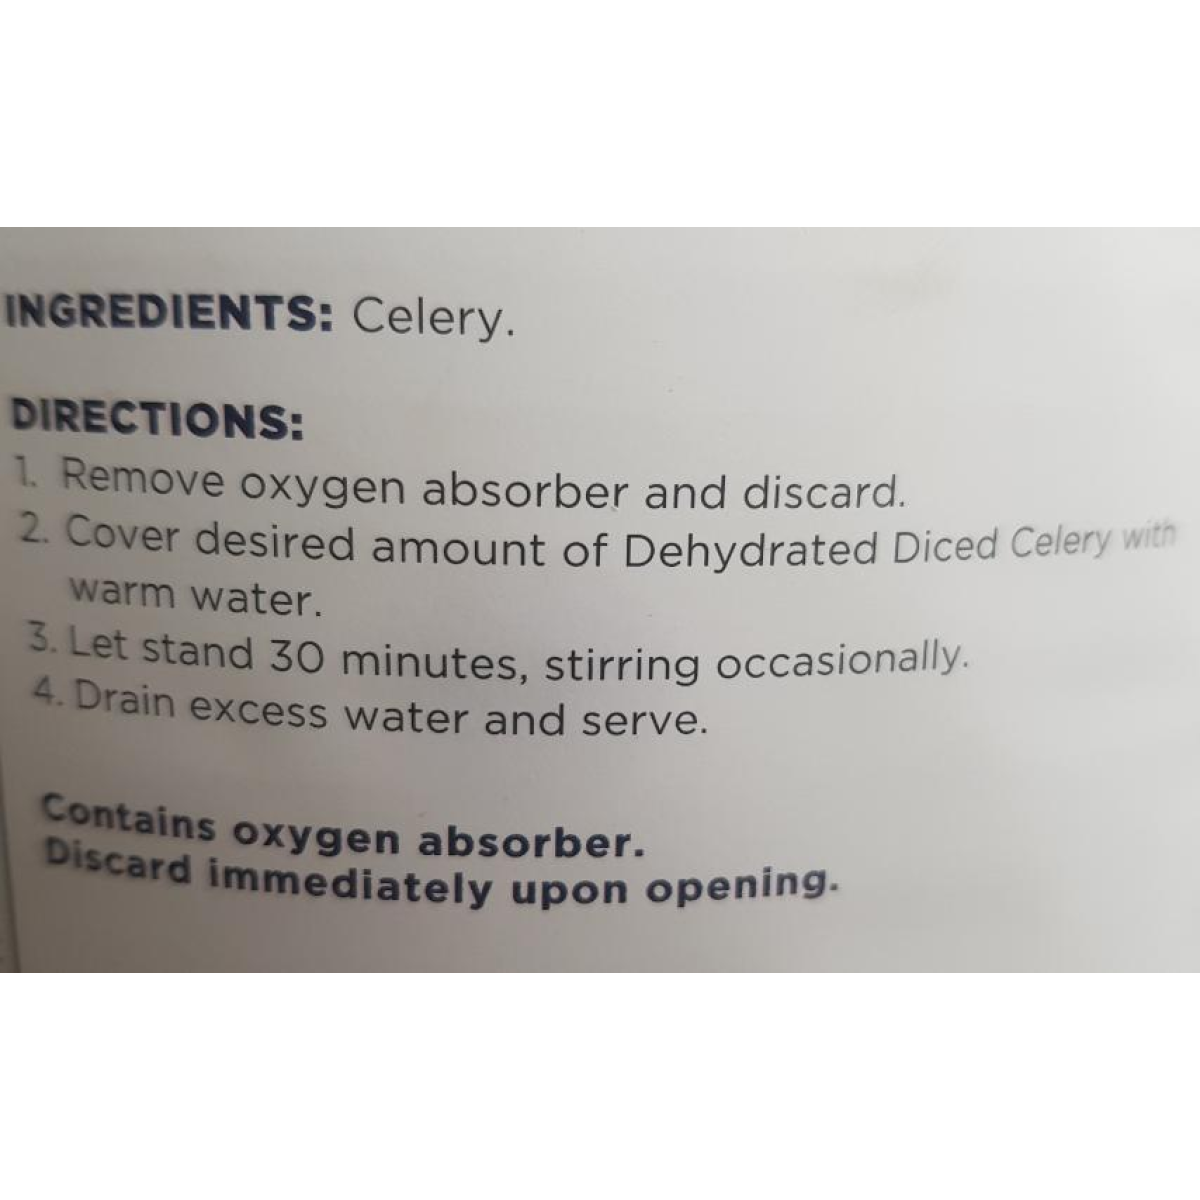 INGREDIENTS: Celery.
DIRECTIONS:
1. Remove oxygen absorber and discard.
2. Cover desired amount of Dehydrated Diced Celery with
warm water.
3. Let stand 30 minutes, stirring occasionally.
4. Drain excess water and serve.
Contains oxygen absorber.
Discard immediately upon opening.